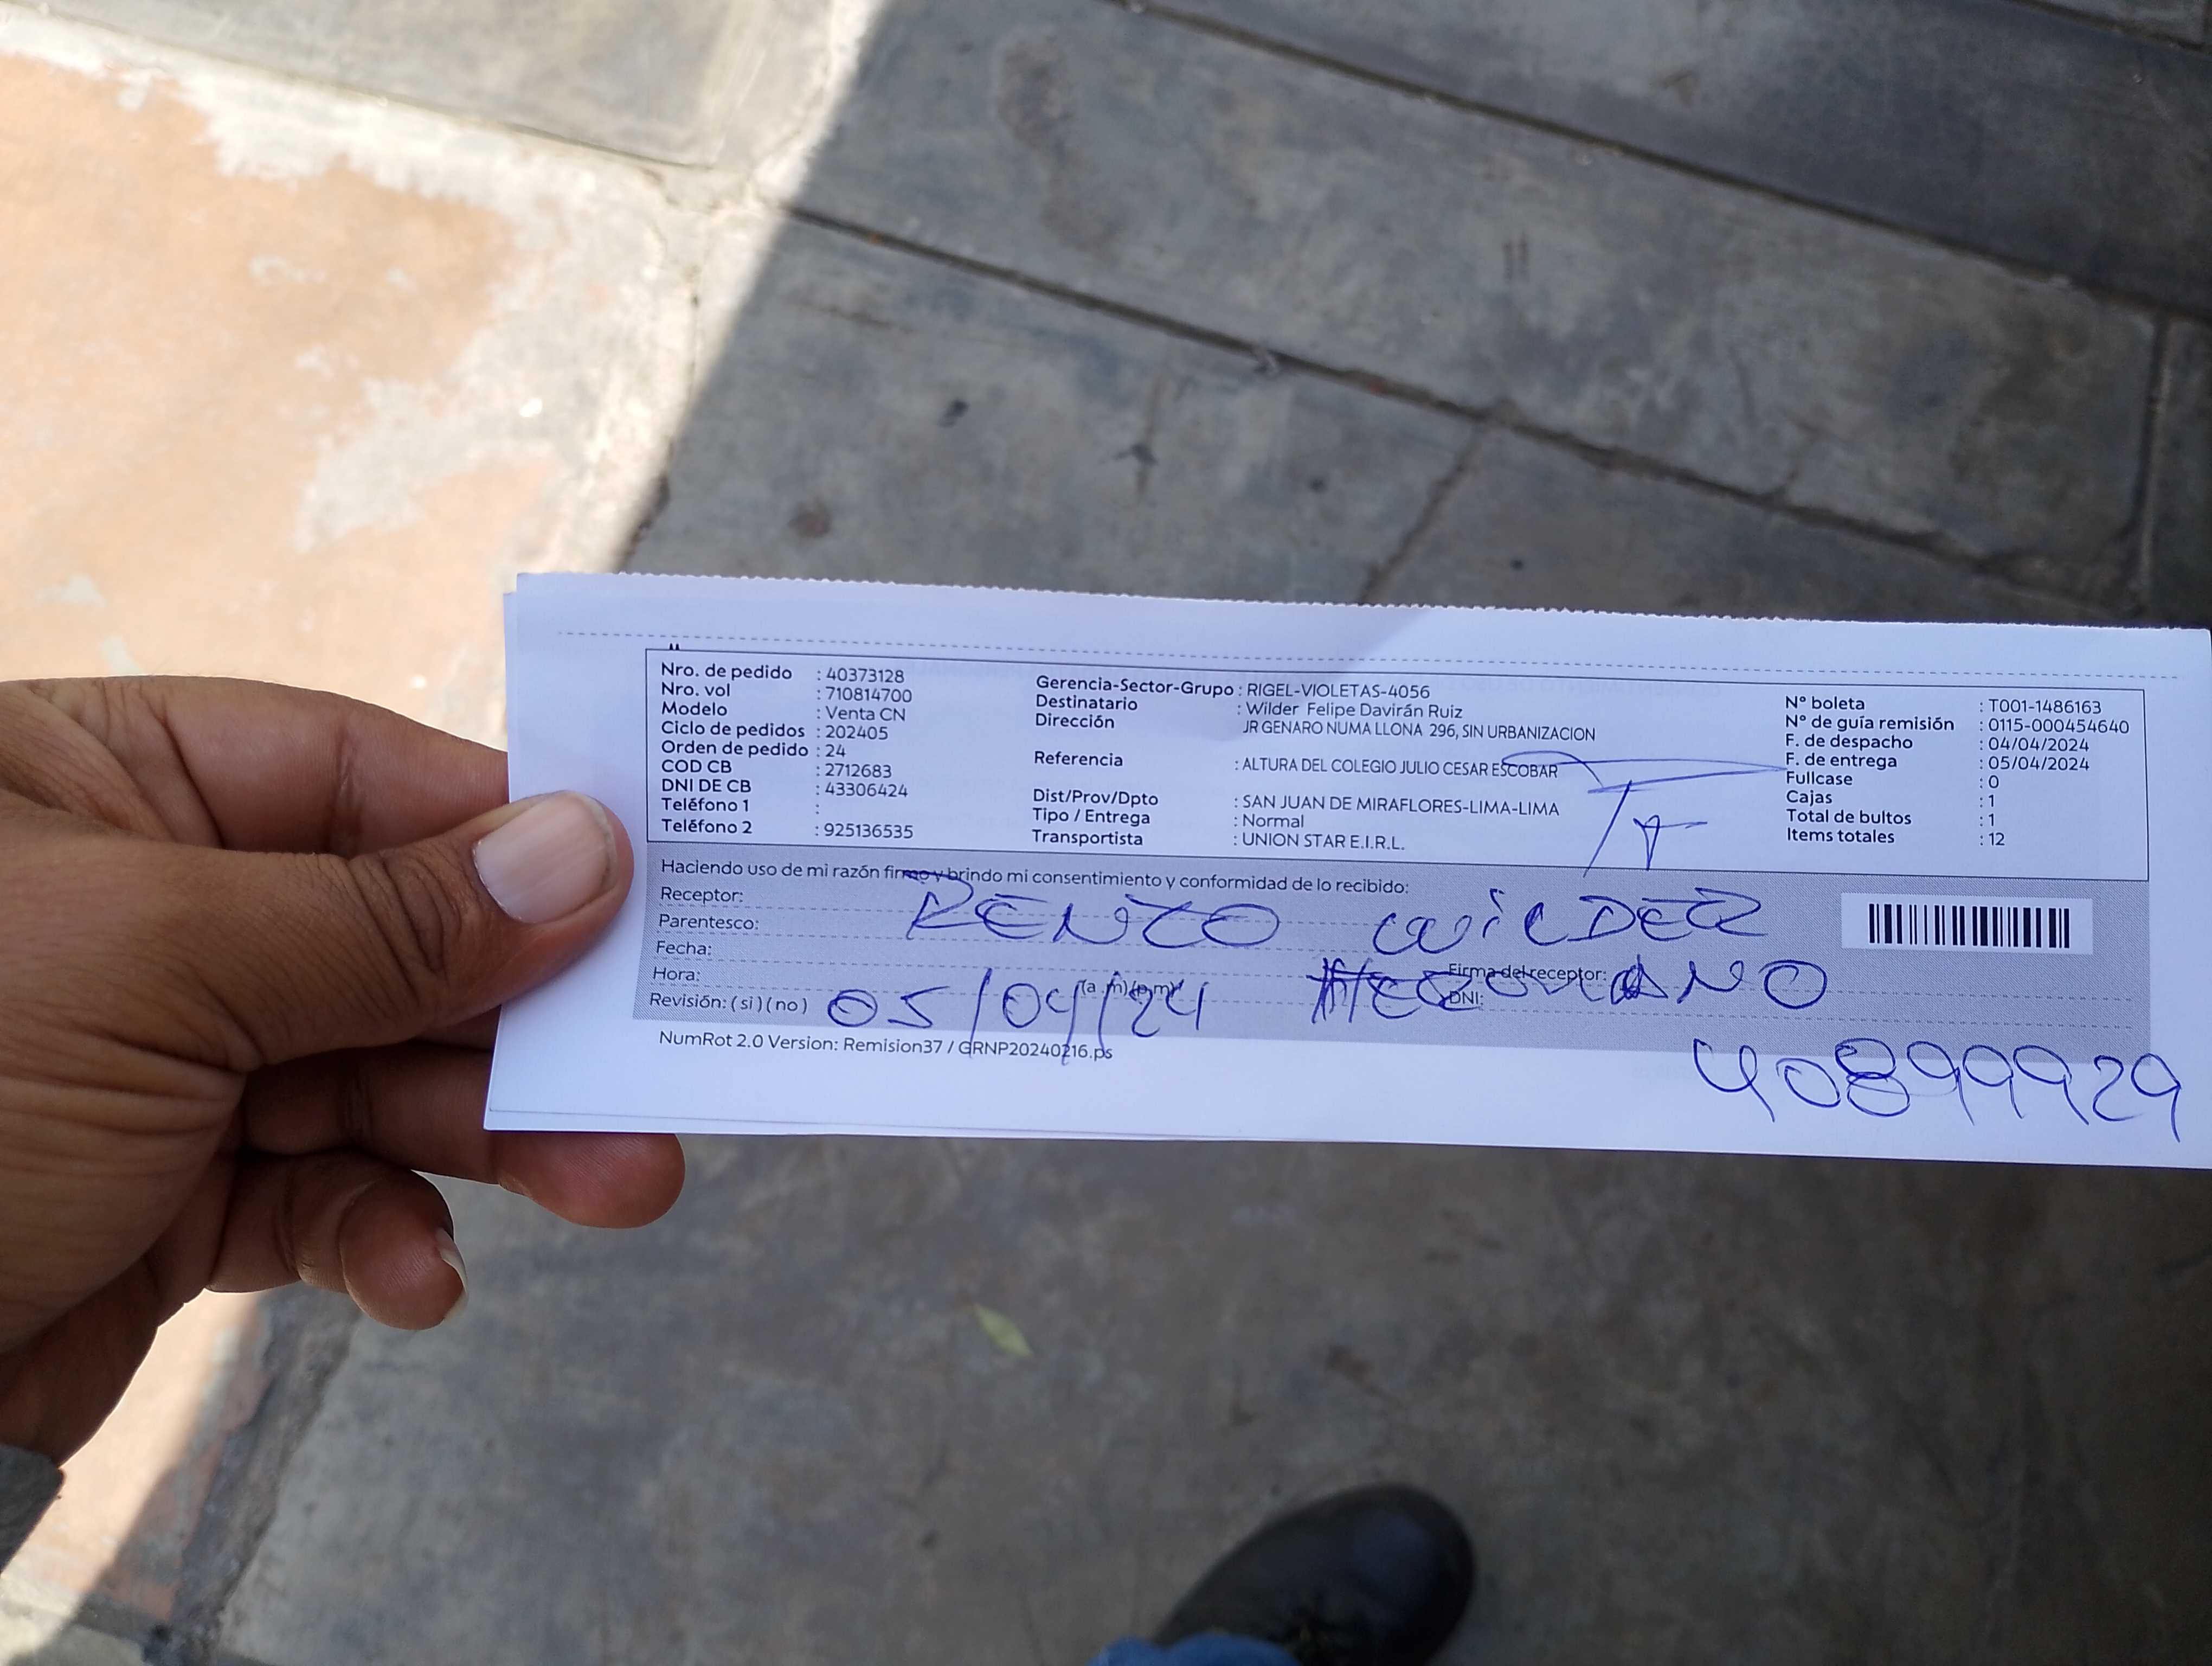 Nro. de pedido : 40373128
Nro. vol : 710814700
Modelo : Venta CN
Ciclo de pedidos : 202405
Orden de pedido : 24
COD CB : 2712683
DNI DE CB : 43306424
Teléfono 1 :
Teléfono 2 : 925136535
Gerencia-Sector-Grupo : RIGEL-VIOLETAS-4056
Destinatario : Wilder Felipe Davirán Ruiz
Dirección JR GENARO NUMA LLONA 296, SIN URBANIZACION
Referencia : ALTURA DEL COLEGIO JULIO CESAR ESCOBAR
Dist/Prov/Dpto : SAN JUAN DE MIRAFLORES-LIMA-LIMA
Tipo / Entrega : Normal
Transportista : UNION STAR E.I.R.L.
N° boleta : T001-1486163
N° de guía remisión : 0115-000454640
F. de despacho : 04/04/2024
F. de entrega : 05/04/2024
Fullcase : 0
Cajas : 1
Total de bultos : 1
Items totales : 12
Haciendo uso de mi razón firmo y brindo mi consentimiento y conformidad de lo recibido:
Receptor:
Parentesco: RENZO WILDER
Fecha:
Hora: (a.m) (p.m) Firma del receptor:
Revisión: (si) (no) 05/04/24 HERMANO DNI:
NumRot 2.0 Version: Remision37 / GRNP20240216.ps
40899929